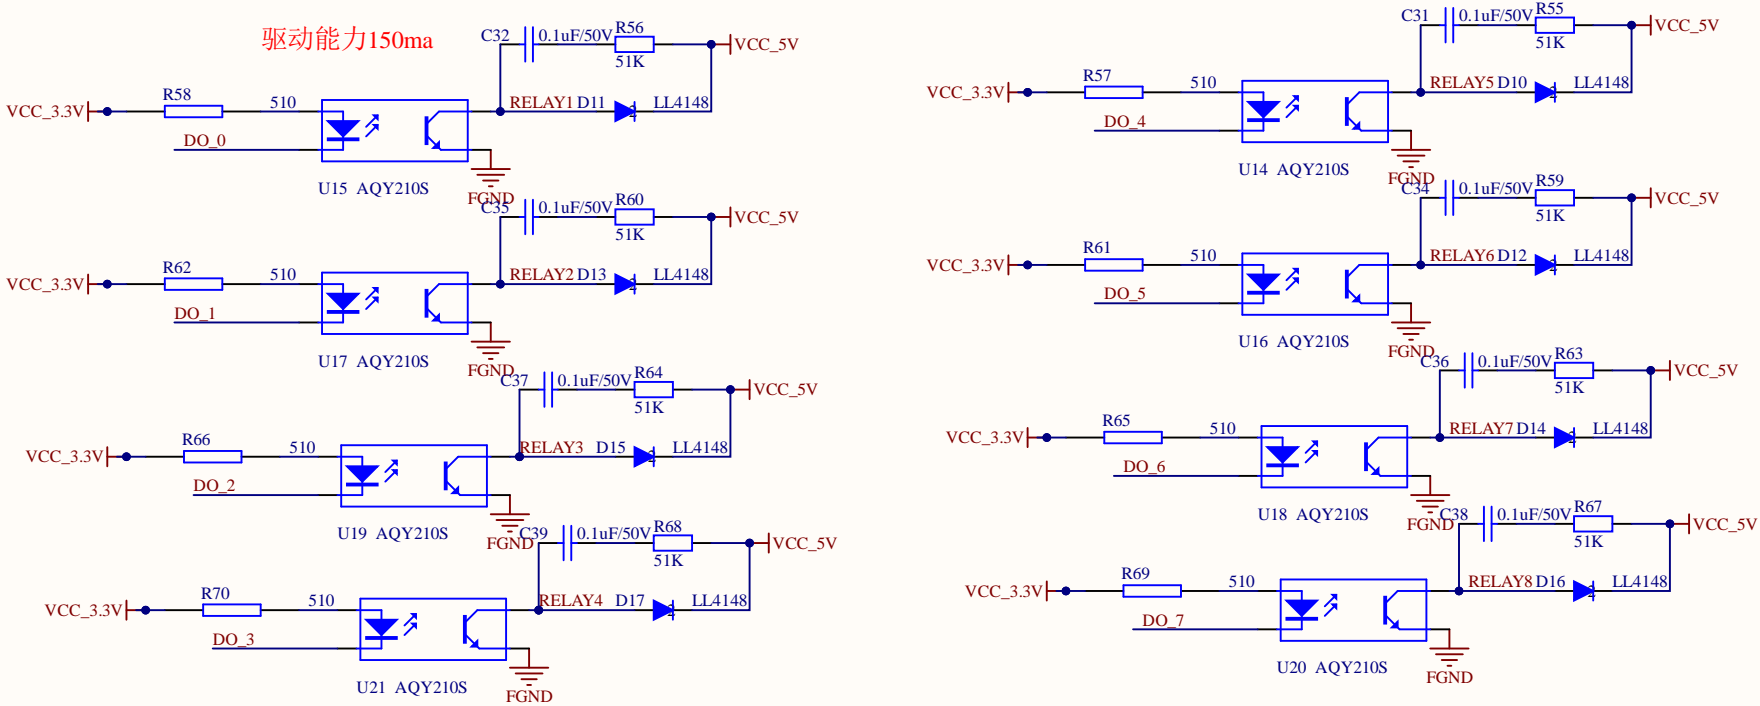 驱动能力150ma
C32 0.1uF/50V R56
51K
VCC_5V
VCC_3.3V R58 510 RELAY1 D11 2 LL4148
DO_0
U15 AQY210S
FGND
C35 0.1uF/50V R60
51K
VCC_5V
VCC_3.3V R62 510 RELAY2 D13 2 LL4148
DO_1
U17 AQY210S
FGND
C37 0.1uF/50V R64
51K
VCC_5V
VCC_3.3V R66 510 RELAY3 D15 2 LL4148
DO_2
U19 AQY210S
FGND
C39 0.1uF/50V R68
51K
VCC_5V
VCC_3.3V R70 510 RELAY4 D17 2 LL4148
DO_3
U21 AQY210S
FGND
C31 0.1uF/50V R55
51K
VCC_5V
VCC_3.3V R57 510 RELAY5 D10 2 LL4148
DO_4
U14 AQY210S
FGND
C34 0.1uF/50V R59
51K
VCC_5V
VCC_3.3V R61 510 RELAY6 D12 2 LL4148
DO_5
U16 AQY210S
FGND
C36 0.1uF/50V R63
51K
VCC_5V
VCC_3.3V R65 510 RELAY7 D14 2 LL4148
DO_6
U18 AQY210S
FGND
C38 0.1uF/50V R67
51K
VCC_5V
VCC_3.3V R69 510 RELAY8 D16 2 LL4148
DO_7
U20 AQY210S
FGND